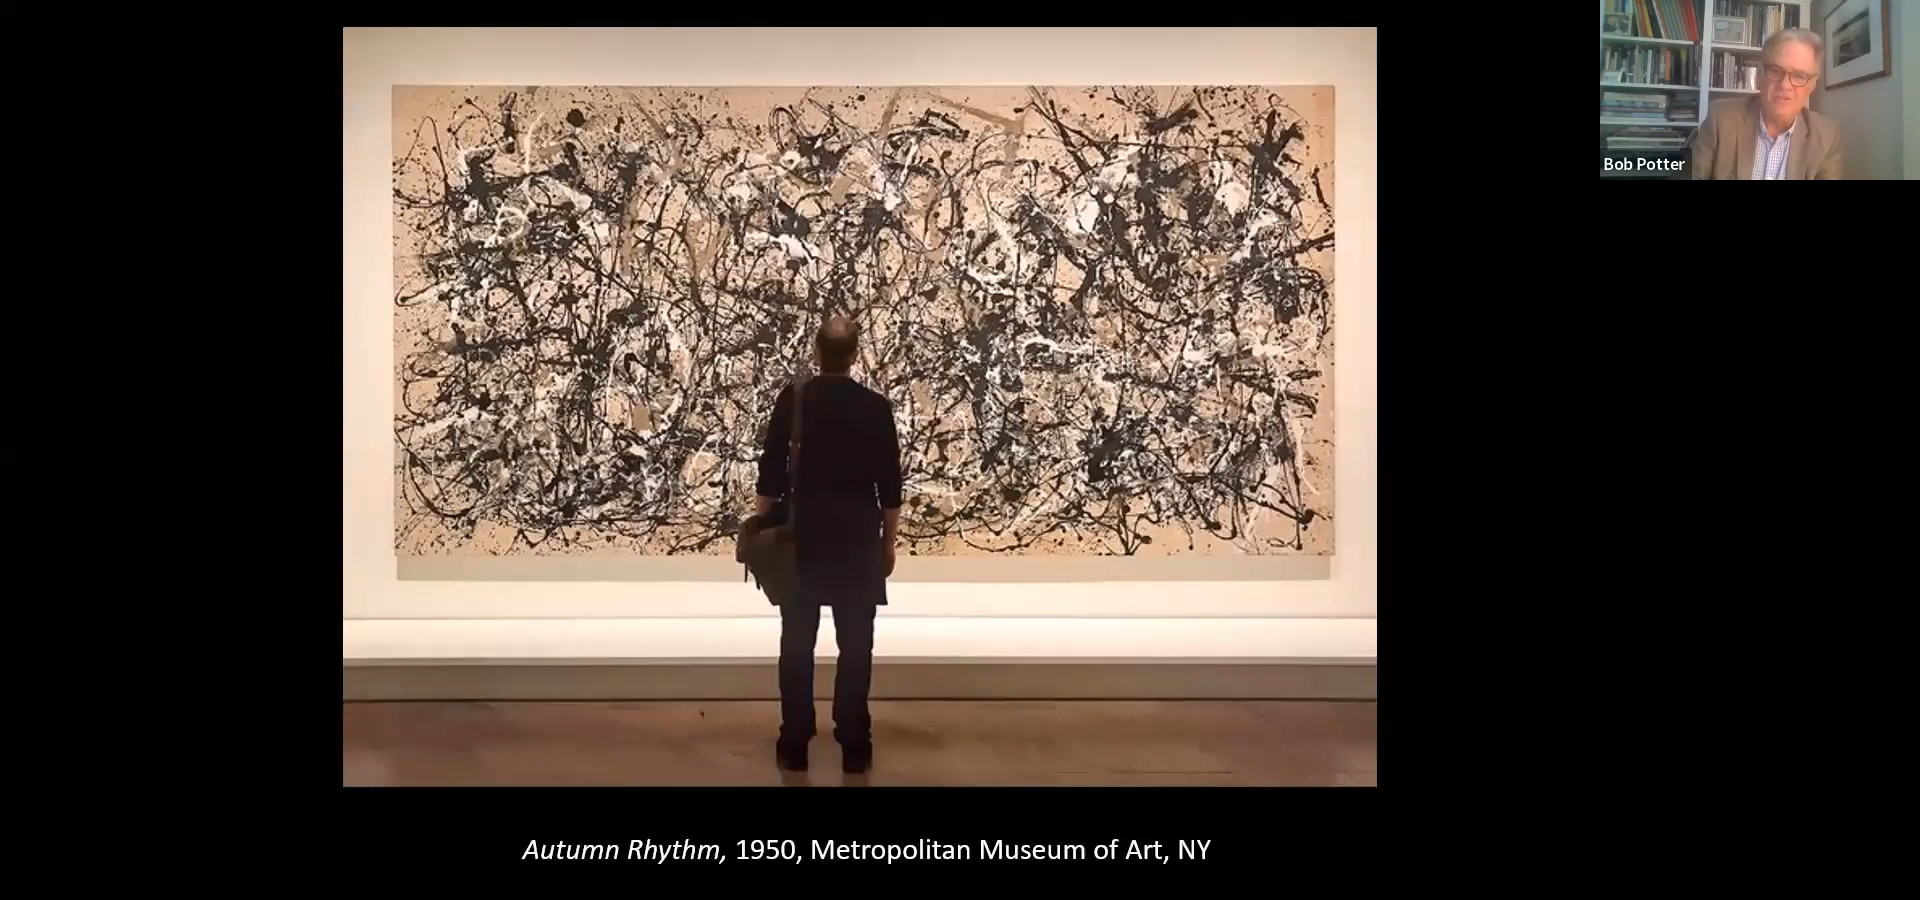 Bob Potter
Autumn Rhythm, 1950, Metropolitan Museum of Art, NY